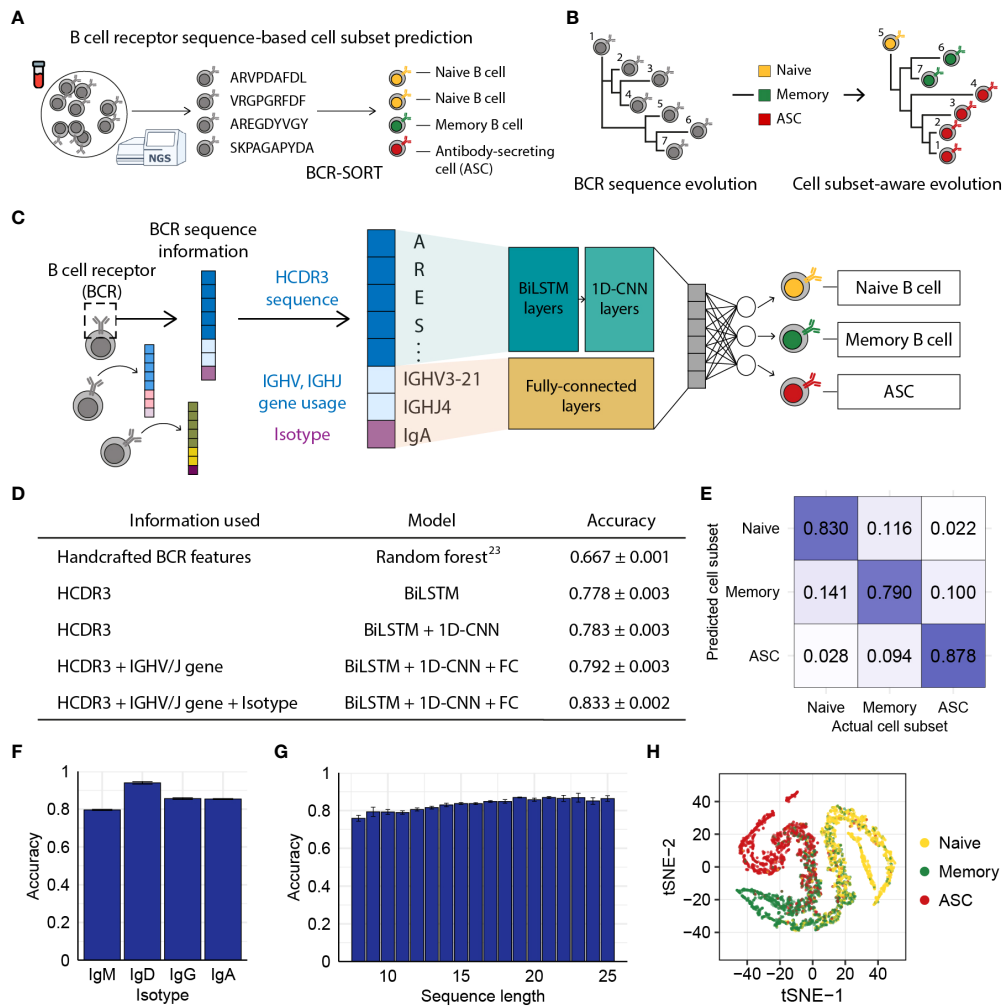 A
B cell receptor sequence-based cell subset prediction
ARVPDAFDL
VRGPGRFDF
AREGDYVGY
SKPAGAPYDA
NGS
BCR-SORT
Naive B cell
Naive B cell
Memory B cell
Antibody-secreting
cell (ASC)
B
1
2
3
4
5
6
7
BCR sequence evolution
Naive
Memory
ASC
5
6
7
4
3
2
1
Cell subset-aware evolution
C
B cell receptor
(BCR)
BCR sequence
information
HCDR3
sequence
IGHV, IGHJ
gene usage
Isotype
A
R
E
S
⋮
IGHV3-21
IGHJ4
IgA
BiLSTM
layers
1D-CNN
layers
Fully-connected
layers
Naive B cell
Memory B cell
ASC
D
Information used Model Accuracy
Handcrafted BCR features Random forest²³ 0.667 ± 0.001
HCDR3 BiLSTM 0.778 ± 0.003
HCDR3 BiLSTM + 1D-CNN 0.783 ± 0.003
HCDR3 + IGHV/J gene BiLSTM + 1D-CNN + FC 0.792 ± 0.003
HCDR3 + IGHV/J gene + Isotype BiLSTM + 1D-CNN + FC 0.833 ± 0.002
E
Predicted cell subset
Naive 0.830 0.116 0.022
Memory 0.141 0.790 0.100
ASC 0.028 0.094 0.878
Naive Memory ASC
Actual cell subset
F
Accuracy
1
0.8
0.6
0.4
0.2
0
IgM IgD IgG IgA
Isotype
G
Accuracy
1
0.8
0.6
0.4
0.2
0
10 15 20 25
Sequence length
H
tSNE−2
40
20
0
−20
−40
−40 −20 0 20 40
tSNE−1
Naive
Memory
ASC